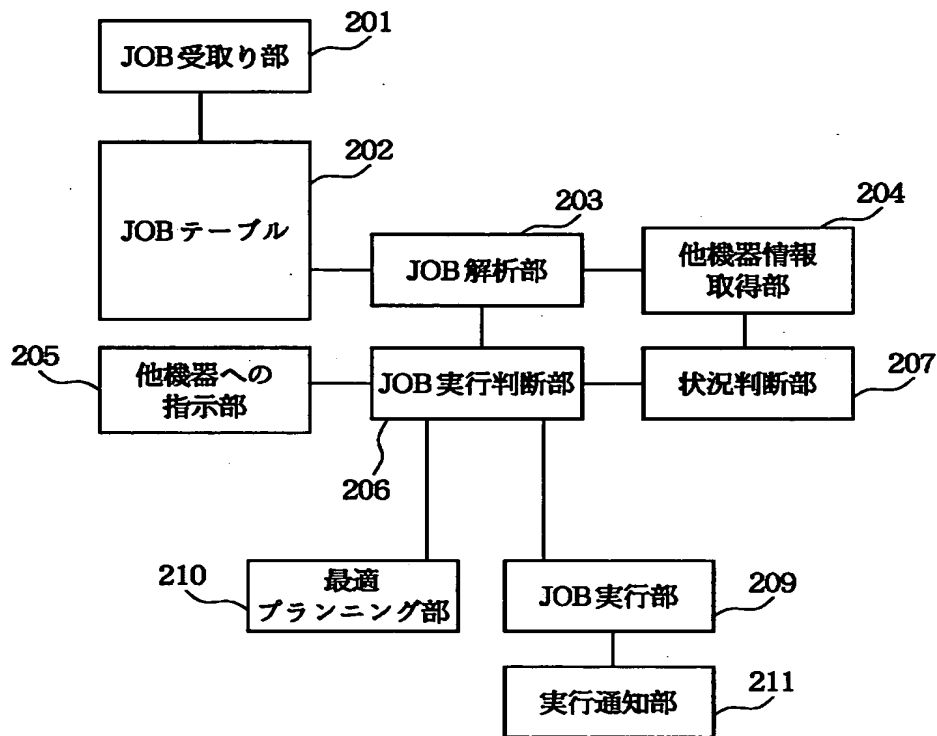 201
JOB受取り部
202
JOBテーブル
203
JOB解析部
204
他機器情報
取得部
205
他機器への
指示部
JOB実行判断部
206
状況判断部
207
210
最適
プランニング部
JOB実行部
209
実行通知部
211